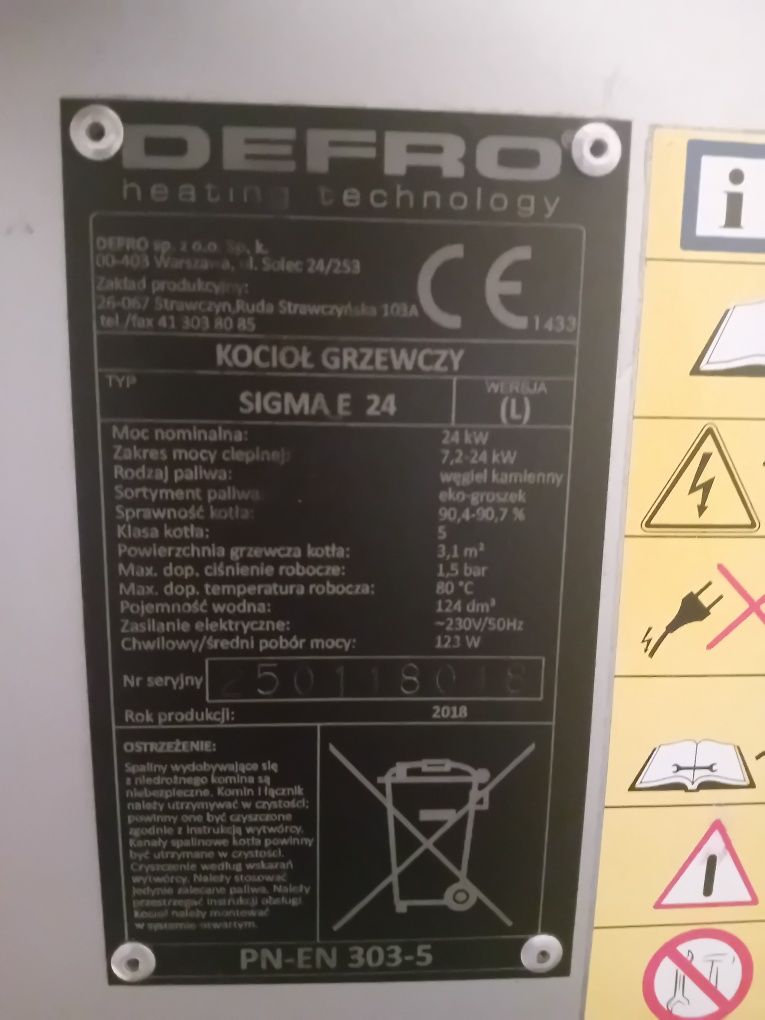 DEFRO®
heating technology
DEFRO sp. z o.o. Sp. k.
00-403 Warszawa, ul. Solec 24/253
Zakład produkcyjny:
26-067 Strawczyn,Ruda Strawczyńska 103A
tel./fax 41 303 80 85
CE 1433
KOCIOŁ GRZEWCZY
TYP
SIGMA E 24
WERSJA
(L)
Moc nominalna: 24 kW
Zakres mocy cieplnej: 7,2-24 kW
Rodzaj paliwa: węgiel kamienny
Sortyment paliwa: eko-groszek
Sprawność kotła: 90,4-90,7 %
Klasa kotła: 5
Powierzchnia grzewcza kotła: 3,1 m²
Max. dop. ciśnienie robocze: 1,5 bar
Max. dop. temperatura robocza: 80 °C
Pojemność wodna: 124 dm³
Zasilanie elektryczne: ~230V/50Hz
Chwilowy/średni pobór mocy: 123 W
Nr seryjny
Rok produkcji: 2018
OSTRZEŻENIE:
Spaliny wydobywające się
z niedrożnego komina są
niebezpieczne. Komin i łącznik
należy utrzymywać w czystości;
powinny one być czyszczone
zgodnie z instrukcją wytwórcy.
Kanały spalinowe kotła powinny
być utrzymane w czystości.
Czyszczenie według wskazań
wytwórcy. Należy stosować
jedynie zalecane paliwa. Należy
przestrzegać instrukcji obsługi
kocioł należy montować
w systemie otwartym.
PN-EN 303-5
i